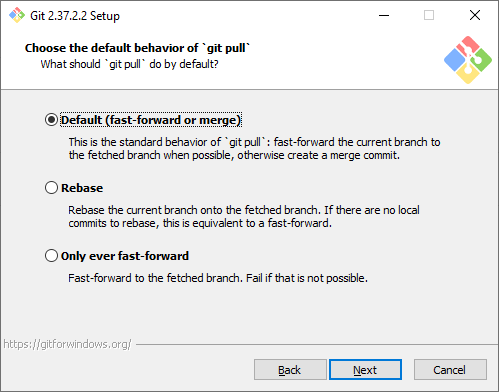 Git 2.37.2.2 Setup
Choose the default behavior of `git pull`
What should `git pull` do by default?
Default (fast-forward or merge)
This is the standard behavior of `git pull`: fast-forward the current branch to
the fetched branch when possible, otherwise create a merge commit.
Rebase
Rebase the current branch onto the fetched branch. If there are no local
commits to rebase, this is equivalent to a fast-forward.
Only ever fast-forward
Fast-forward to the fetched branch. Fail if that is not possible.
https://gitforwindows.org/
Back Next Cancel